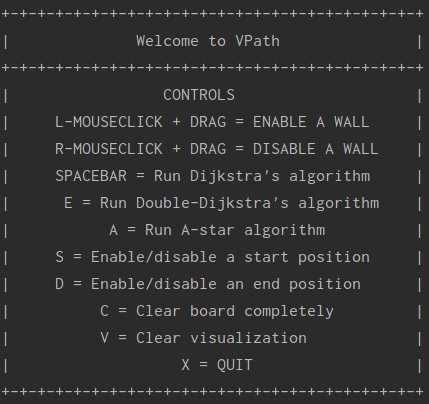 +-+-+-+-+-+-+-+-+-+-+-+-+-+-+-+-+-+-+-+-+-+-+-+
| Welcome to VPath |
+-+-+-+-+-+-+-+-+-+-+-+-+-+-+-+-+-+-+-+-+-+-+-+
| CONTROLS |
| L-MOUSECLICK + DRAG = ENABLE A WALL |
| R-MOUSECLICK + DRAG = DISABLE A WALL |
| SPACEBAR = Run Dijkstra's algorithm |
| E = Run Double-Dijkstra's algorithm |
| A = Run A-star algorithm |
| S = Enable/disable a start position |
| D = Enable/disable an end position |
| C = Clear board completely |
| V = Clear visualization |
| X = QUIT |
+-+-+-+-+-+-+-+-+-+-+-+-+-+-+-+-+-+-+-+-+-+-+-+